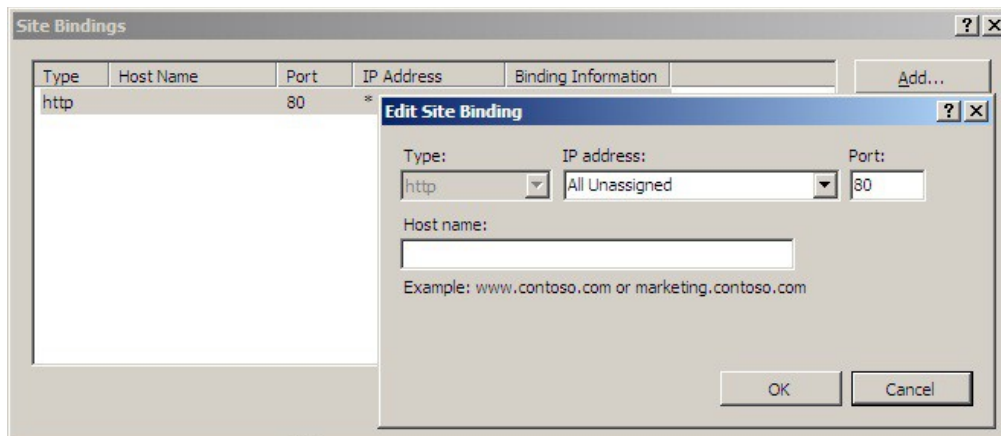 Site Bindings
? X
Type Host Name Port IP Address Binding Information
Add...
http 80 *
Edit Site Binding
? X
Type: IP address: Port:
http All Unassigned 80
Host name:
Example: www.contoso.com or marketing.contoso.com
OK Cancel